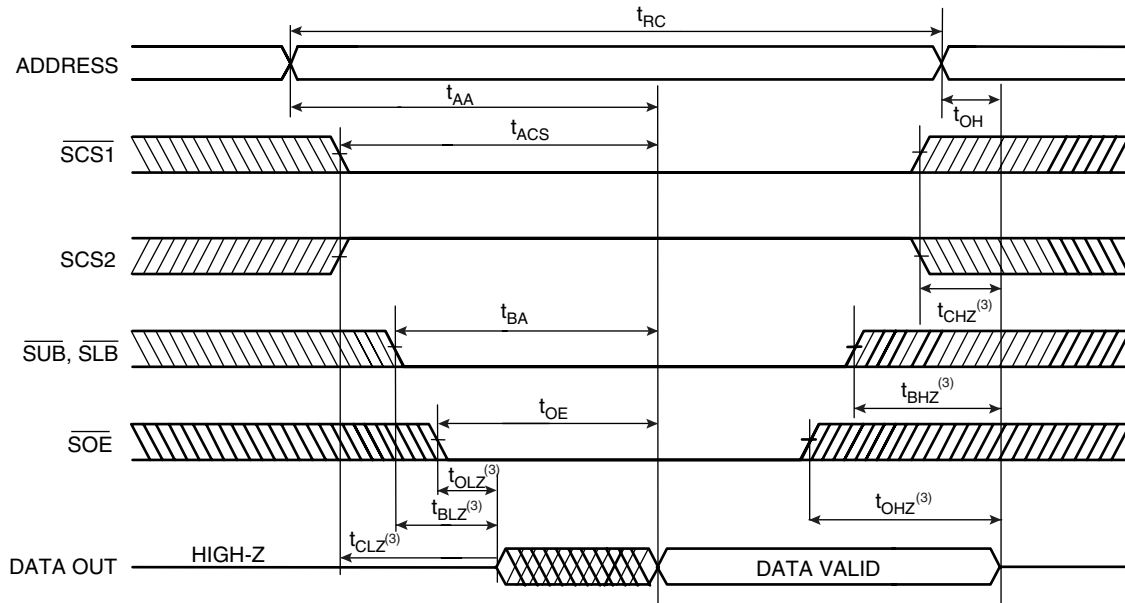 tRC
ADDRESS
tAA
tOH
tACS
SCS1
SCS2
tCHZ(3)
tBA
SUB, SLB
tBHZ(3)
tOE
SOE
tOLZ(3)
tOHZ(3)
tBLZ(3)
tCLZ(3)
HIGH-Z
DATA OUT
DATA VALID